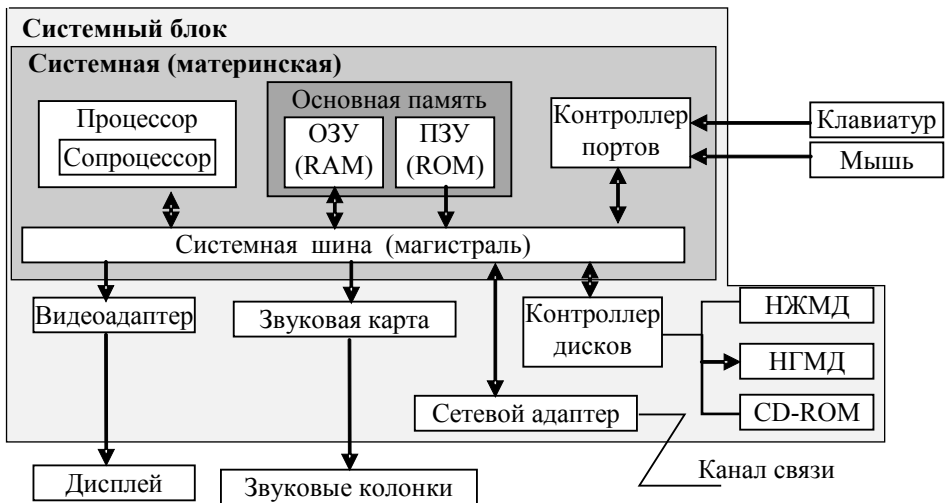 Системный блок
Системная (материнская)
Основная память
Процессор
Сопроцессор
ОЗУ
(RAM)
ПЗУ
(ROM)
Контроллер
портов
Клавиатур
Мышь
Системная шина (магистраль)
Видеоадаптер
Звуковая карта
Контроллер
дисков
НЖМД
НГМД
CD-ROM
Сетевой адаптер
Канал связи
Дисплей
Звуковые колонки